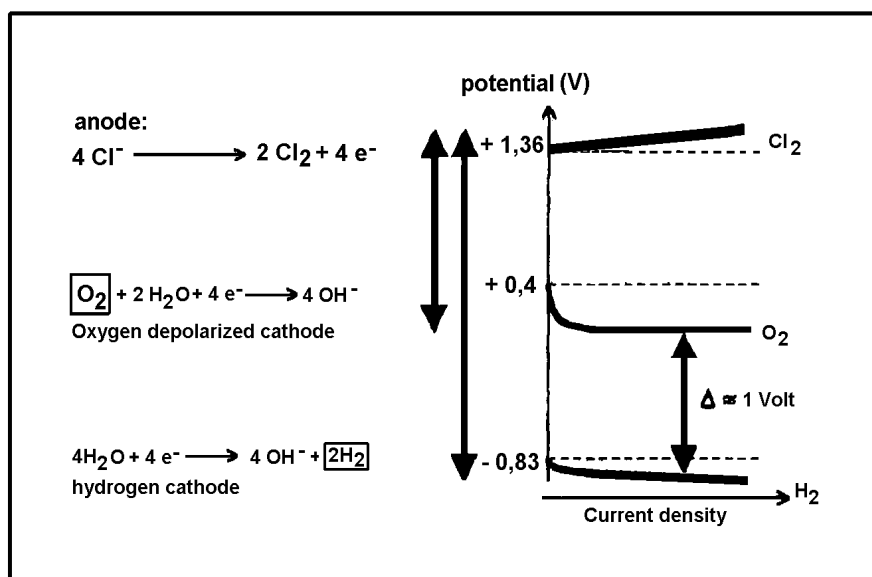 potential (V)
anode:
4 Cl⁻ ⟶ 2 Cl₂ + 4 e⁻
+ 1,36
Cl₂
O₂ + 2 H₂O + 4 e⁻ ⟶ 4 OH⁻
Oxygen depolarized cathode
+ 0,4
O₂
Δ ≈ 1 Volt
4H₂O + 4 e⁻ ⟶ 4 OH⁻ + 2H₂
hydrogen cathode
- 0,83
H₂
Current density